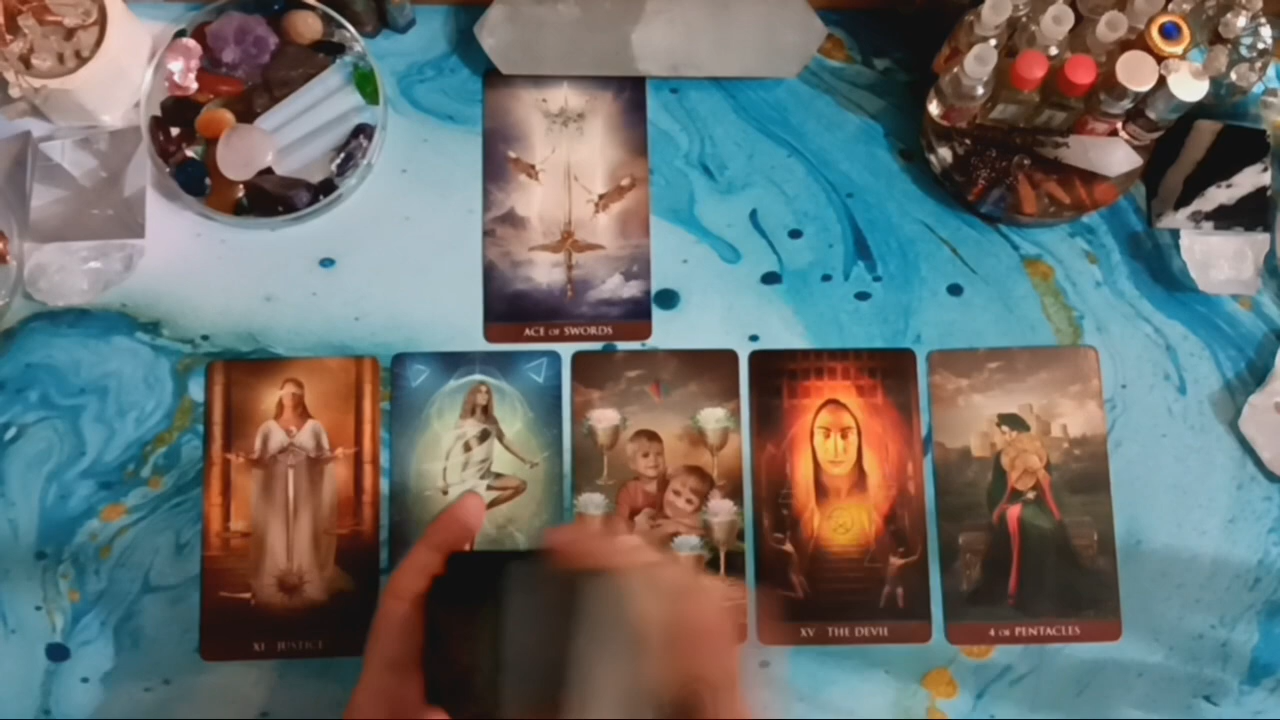 ACE OF SWORDS
XI JUSTICE
XV THE DEVIL
4 OF PENTACLES